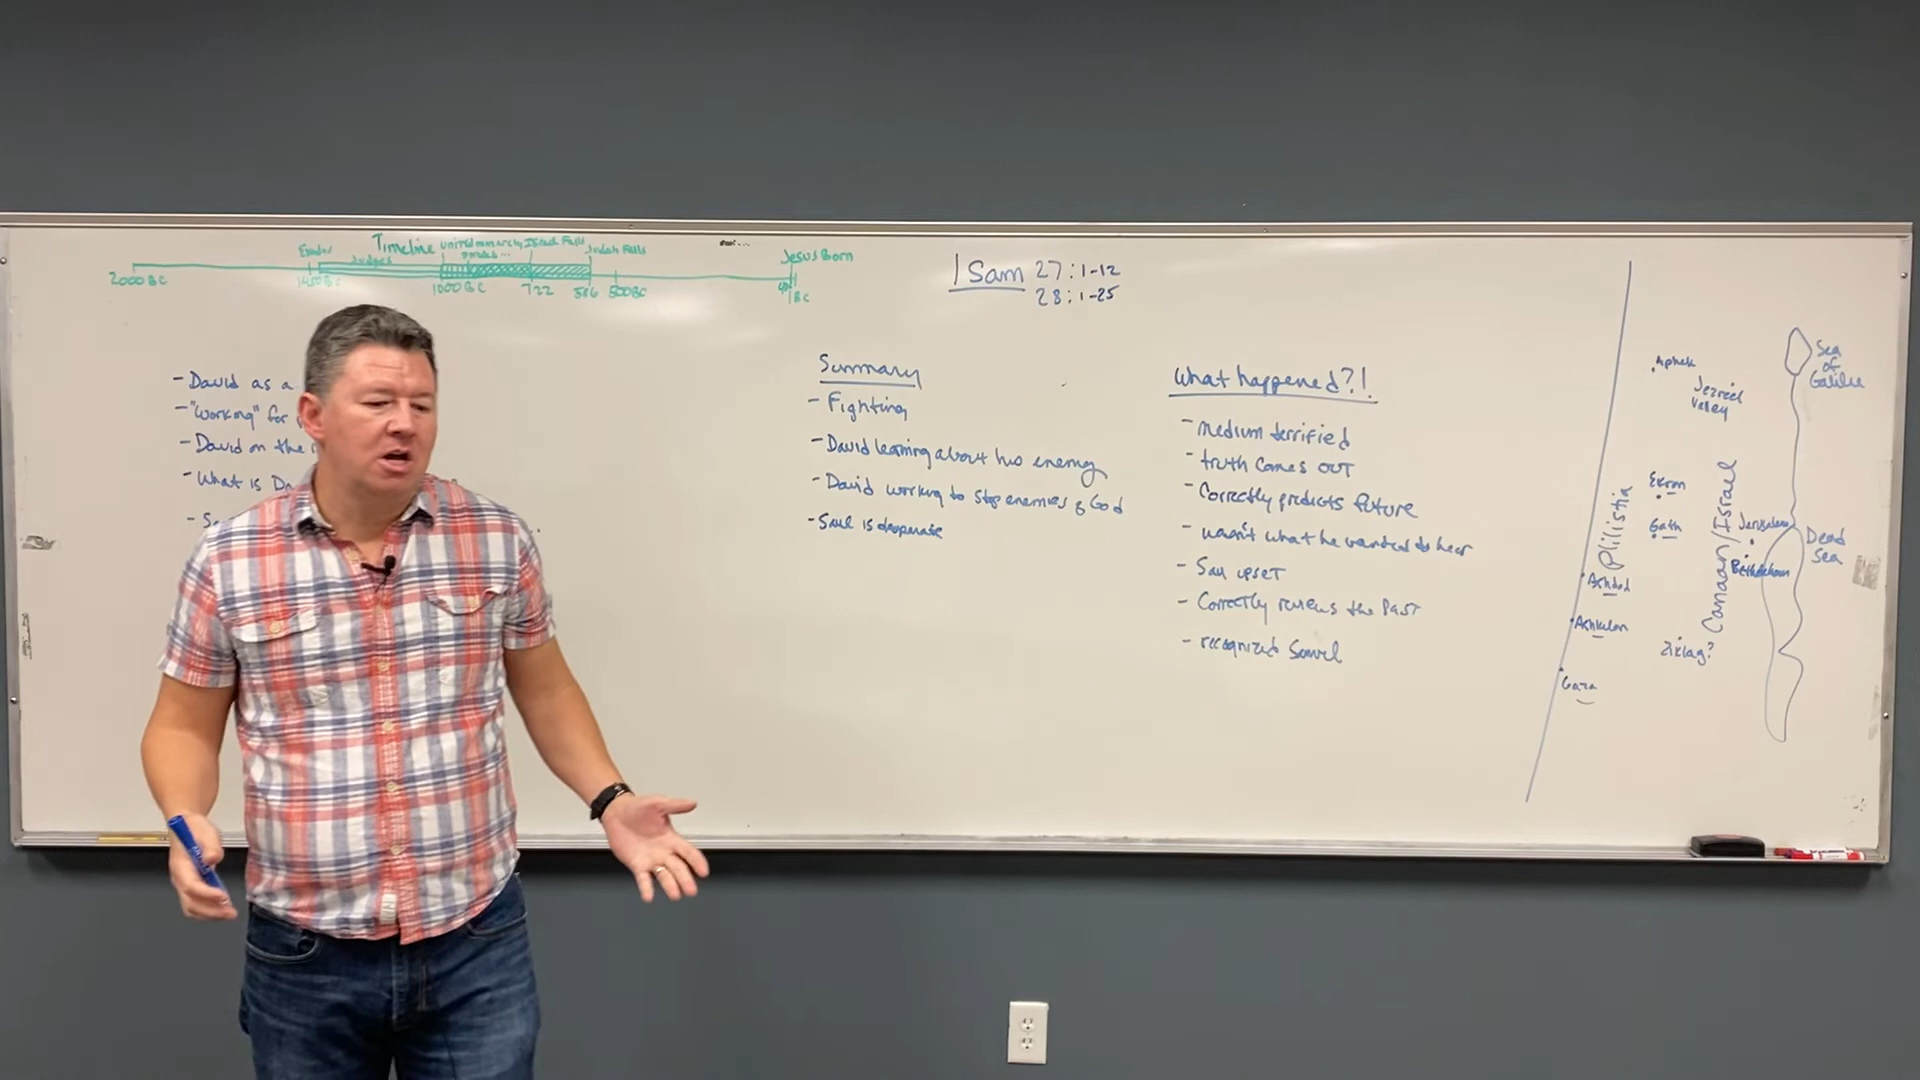 Timeline
Exodus
Judges
united monarchy
Israel Falls
Judah Falls
Jesus Born
2000 BC
1450 BC
1000 BC
722
586
500 BC
BC
1 Sam 27:1-12
28:1-25
- David as a
- "Working" for
- David on the
- What is
Summary
- Fighting
- David learning about his enemy
- David working to stop enemies of God
- Saul is desperate
What happened?!
- Medium terrified
- truth comes out
- Correctly predicts future
- wasn't what he wanted to hear
- Saul upset
- Correctly reviews the Past
- recognized Samuel
Sea of Galilee
Aphek
Jezreel Valley
Ekron
Gath
Philistia
Canaan/Israel
Jerusalem
Bethlehem
Dead Sea
Ashdod
Ashkelon
Ziklag?
Gaza